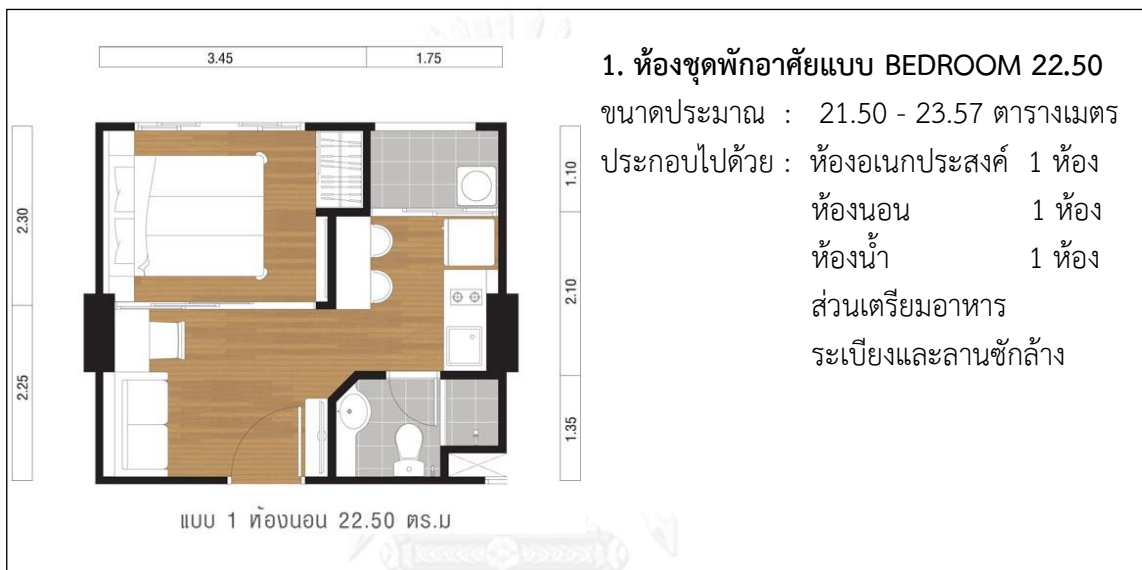 3.45 1.75
2.30
2.25
1.10
2.10
1.35
แบบ 1 ห้องนอน 22.50 ตร.ม
1. ห้องชุดพักอาศัยแบบ BEDROOM 22.50
ขนาดประมาณ : 21.50 - 23.57 ตารางเมตร
ประกอบไปด้วย : ห้องอเนกประสงค์ 1 ห้อง
ห้องนอน 1 ห้อง
ห้องน้ำ 1 ห้อง
ส่วนเตรียมอาหาร
ระเบียงและลานซักล้าง